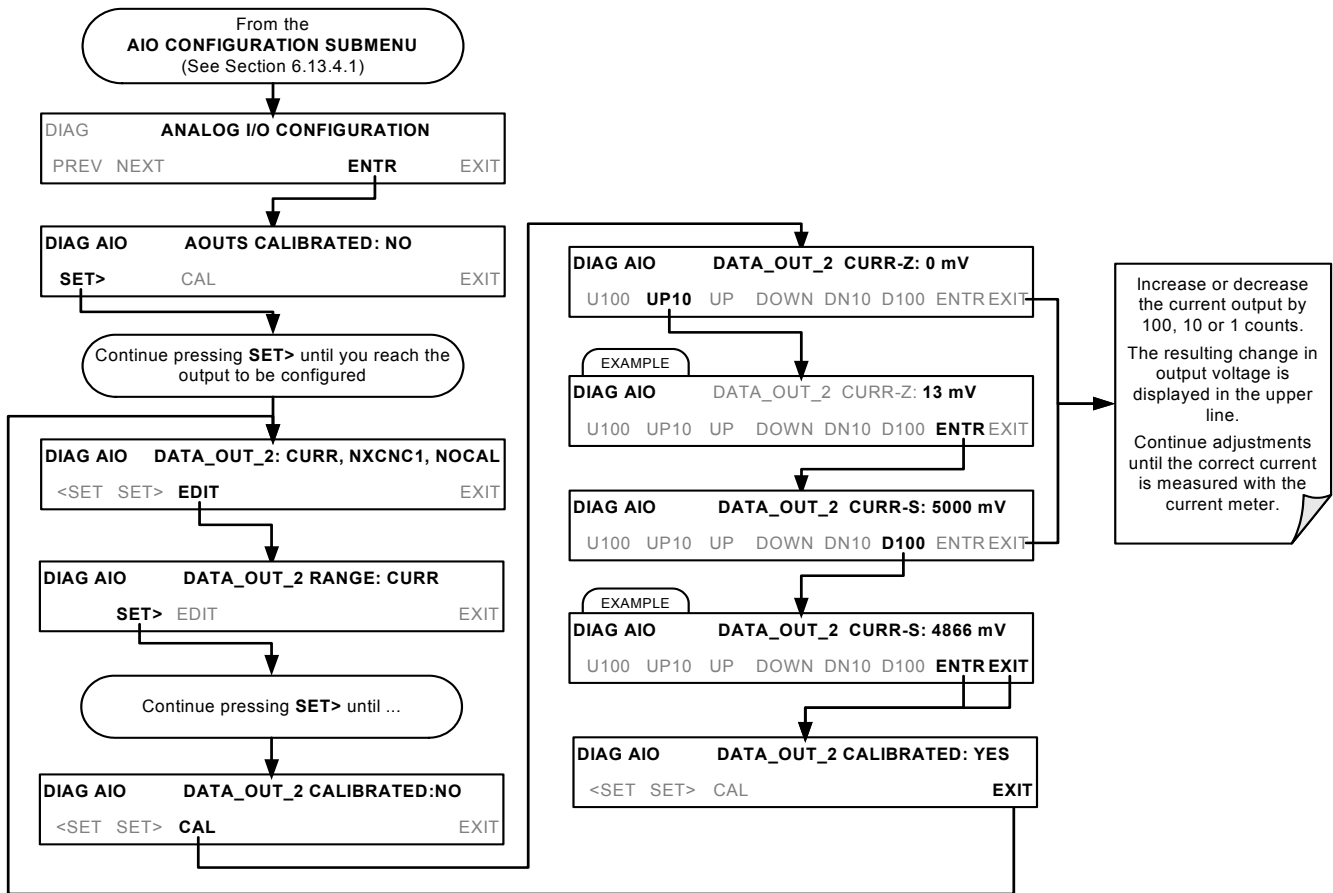 From the
AIO CONFIGURATION SUBMENU
(See Section 6.13.4.1)
DIAG ANALOG I/O CONFIGURATION
PREV NEXT ENTR EXIT
DIAG AIO AOUTS CALIBRATED: NO
SET> CAL EXIT
Continue pressing SET> until you reach the
output to be configured
DIAG AIO DATA_OUT_2: CURR, NXCNC1, NOCAL
<SET SET> EDIT EXIT
DIAG AIO DATA_OUT_2 RANGE: CURR
SET> EDIT EXIT
Continue pressing SET> until ...
DIAG AIO DATA_OUT_2 CALIBRATED:NO
<SET SET> CAL EXIT
DIAG AIO DATA_OUT_2 CURR-Z: 0 mV
U100 UP10 UP DOWN DN10 D100 ENTR EXIT
EXAMPLE
DIAG AIO DATA_OUT_2 CURR-Z: 13 mV
U100 UP10 UP DOWN DN10 D100 ENTR EXIT
DIAG AIO DATA_OUT_2 CURR-S: 5000 mV
U100 UP10 UP DOWN DN10 D100 ENTR EXIT
EXAMPLE
DIAG AIO DATA_OUT_2 CURR-S: 4866 mV
U100 UP10 UP DOWN DN10 D100 ENTR EXIT
DIAG AIO DATA_OUT_2 CALIBRATED: YES
<SET SET> CAL EXIT
Increase or decrease
the current output by
100, 10 or 1 counts.
The resulting change in
output voltage is
displayed in the upper
line.
Continue adjustments
until the correct current
is measured with the
current meter.